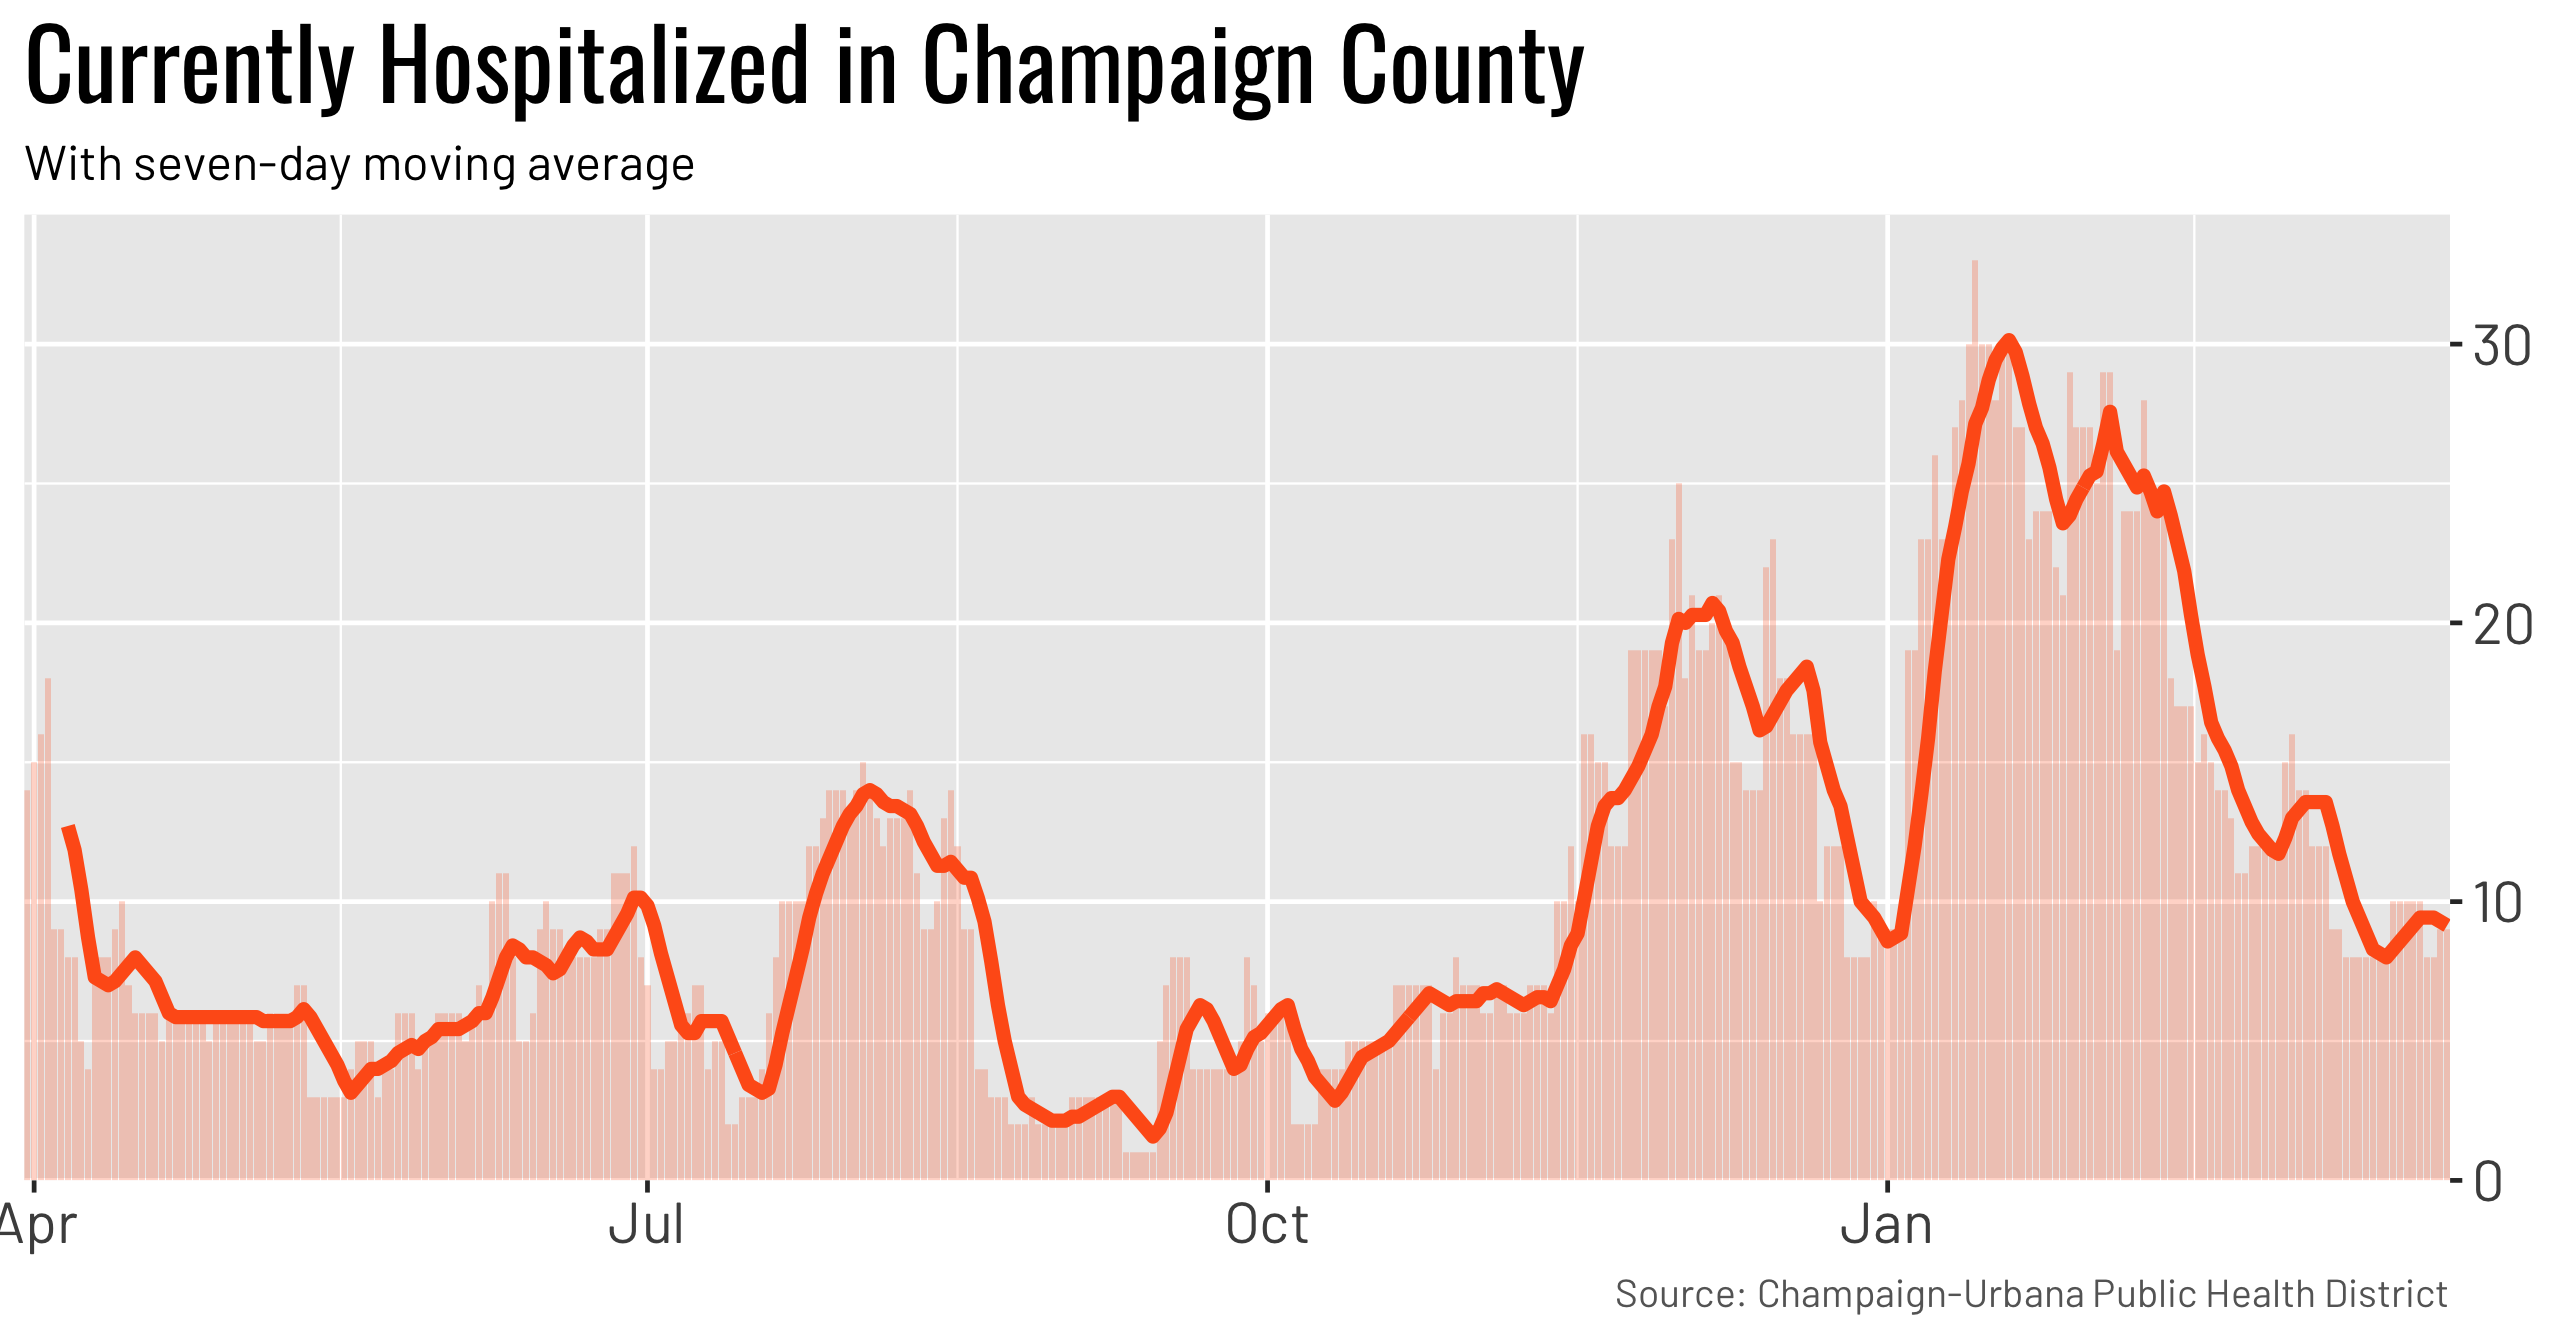 Currently Hospitalized in Champaign County
With seven-day moving average
30
20
10
0
Apr Jul Oct Jan
Source: Champaign-Urbana Public Health District